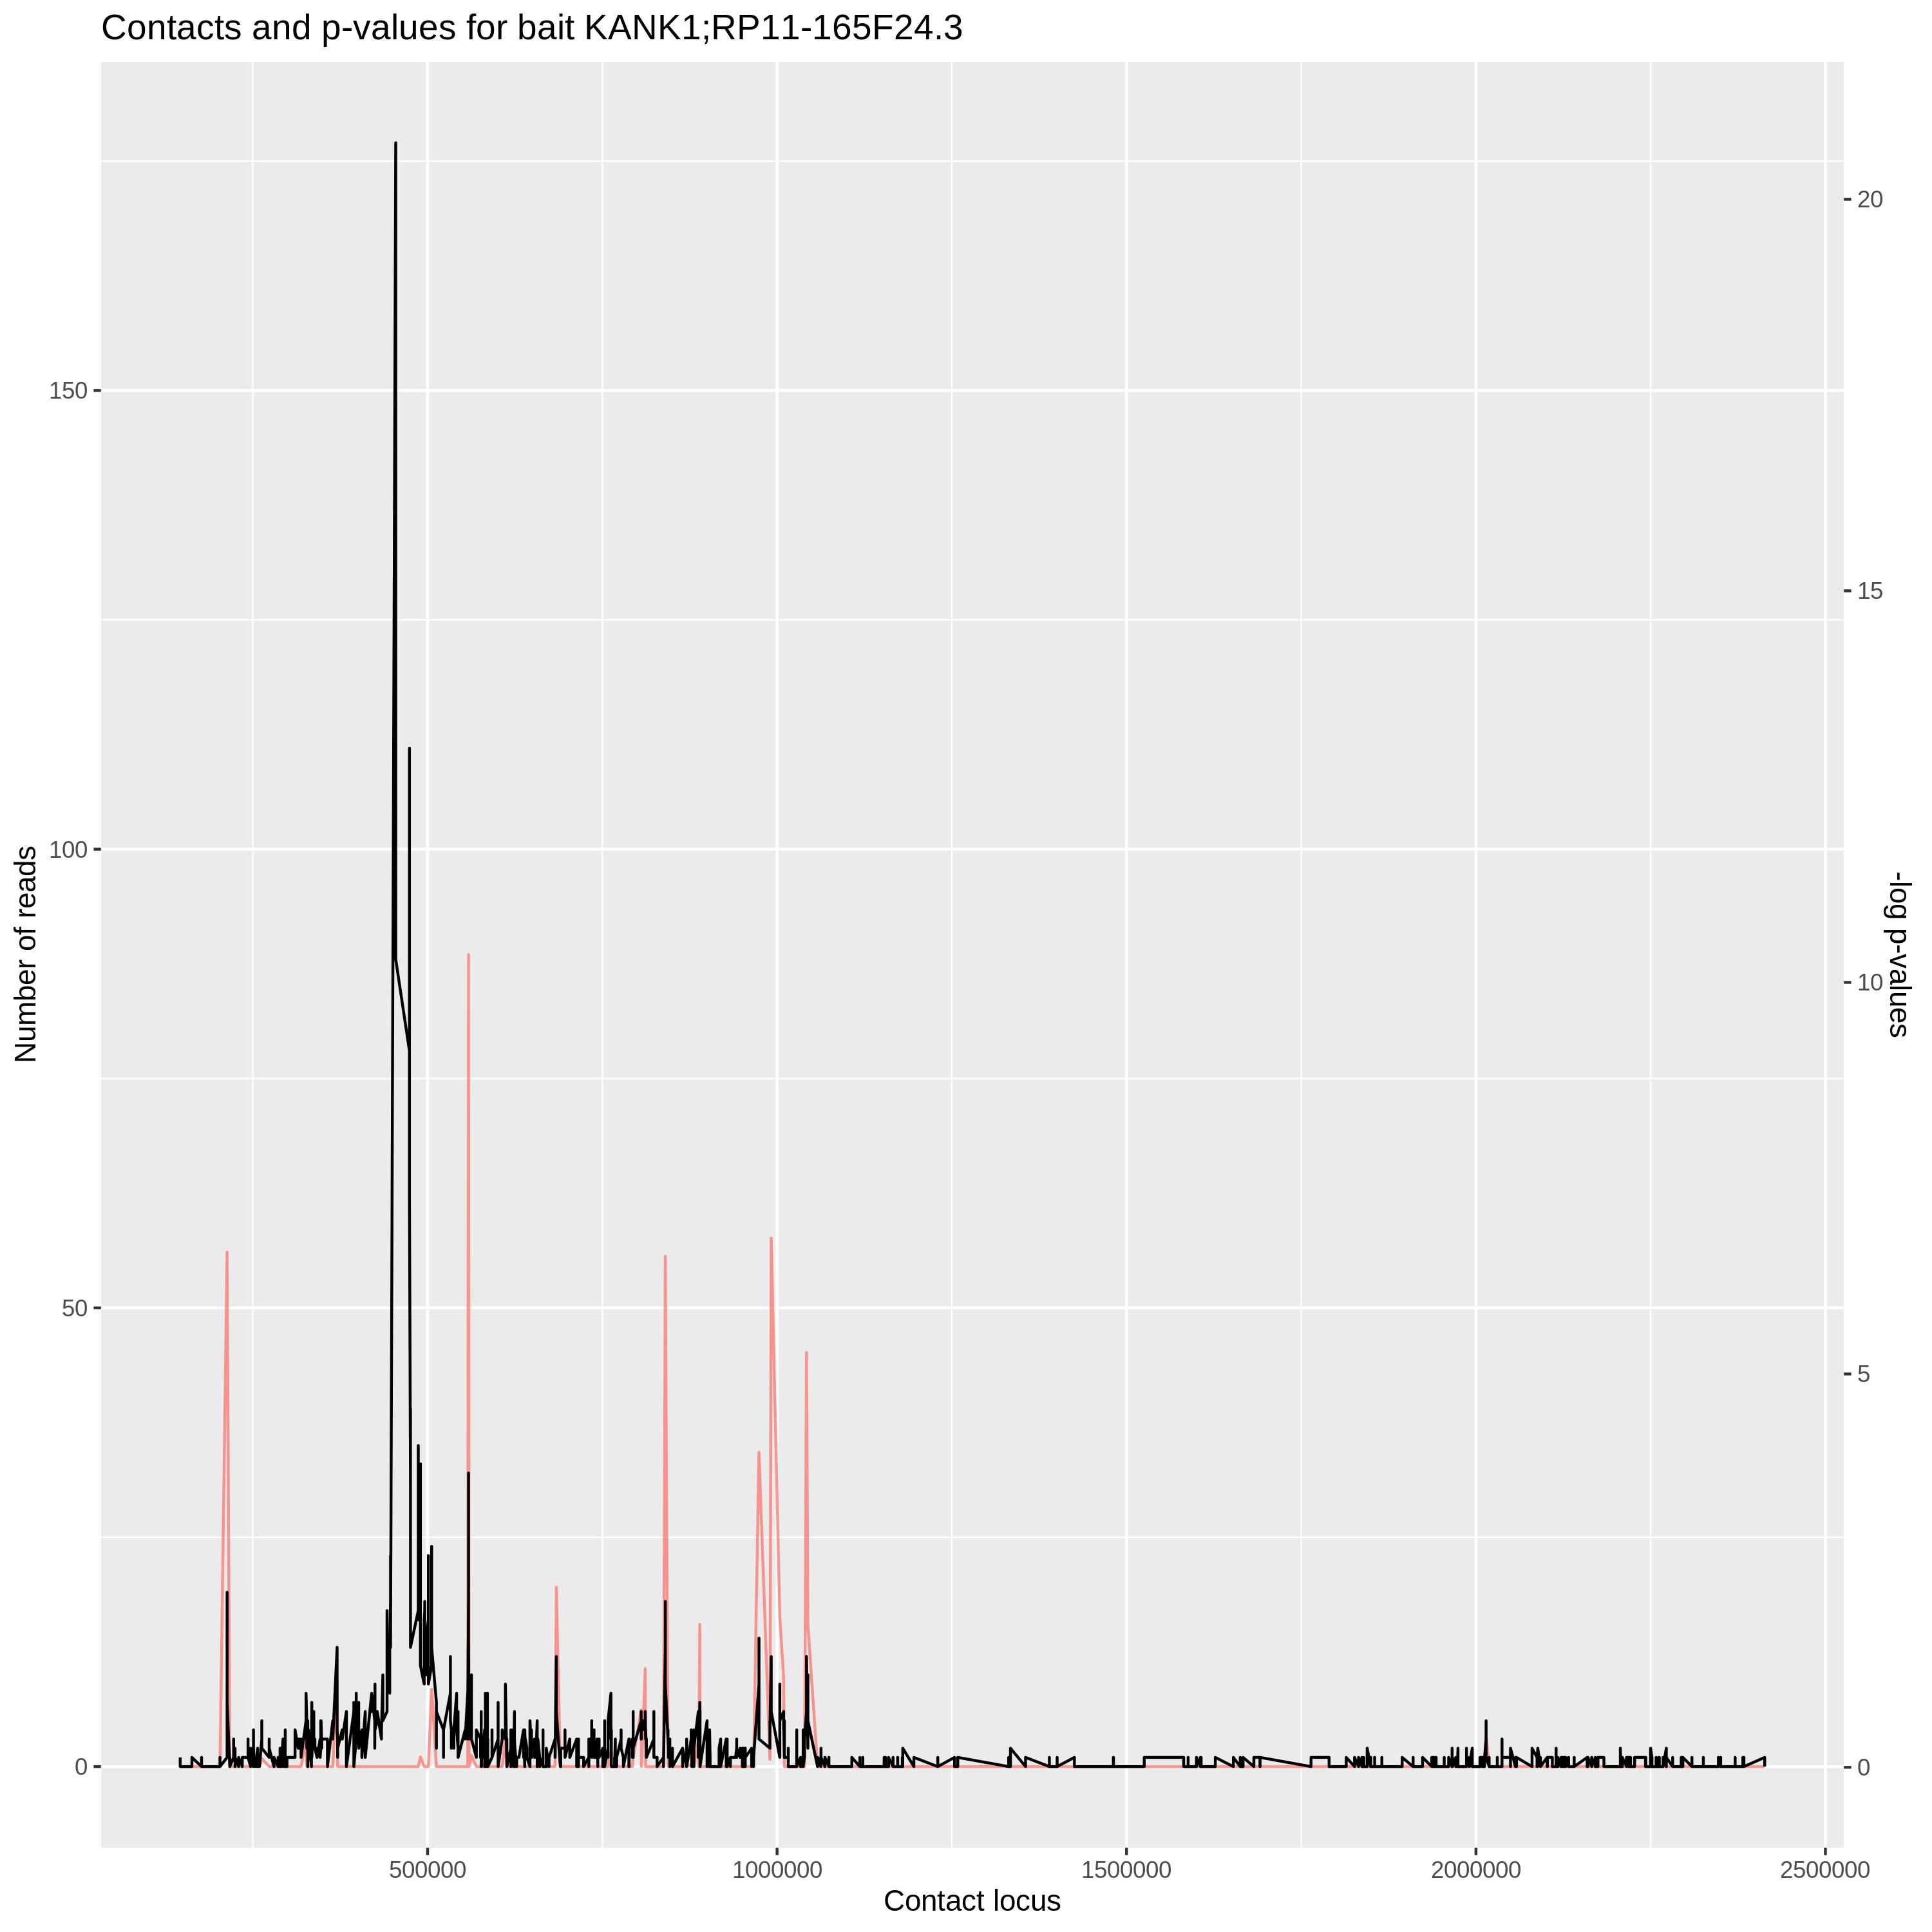 Contacts and p-values for bait KANK1;RP11-165F24.3
Number of reads
150
100
50
0
20
15
10
5
0
-log p-values
500000 1000000 1500000 2000000 2500000
Contact locus